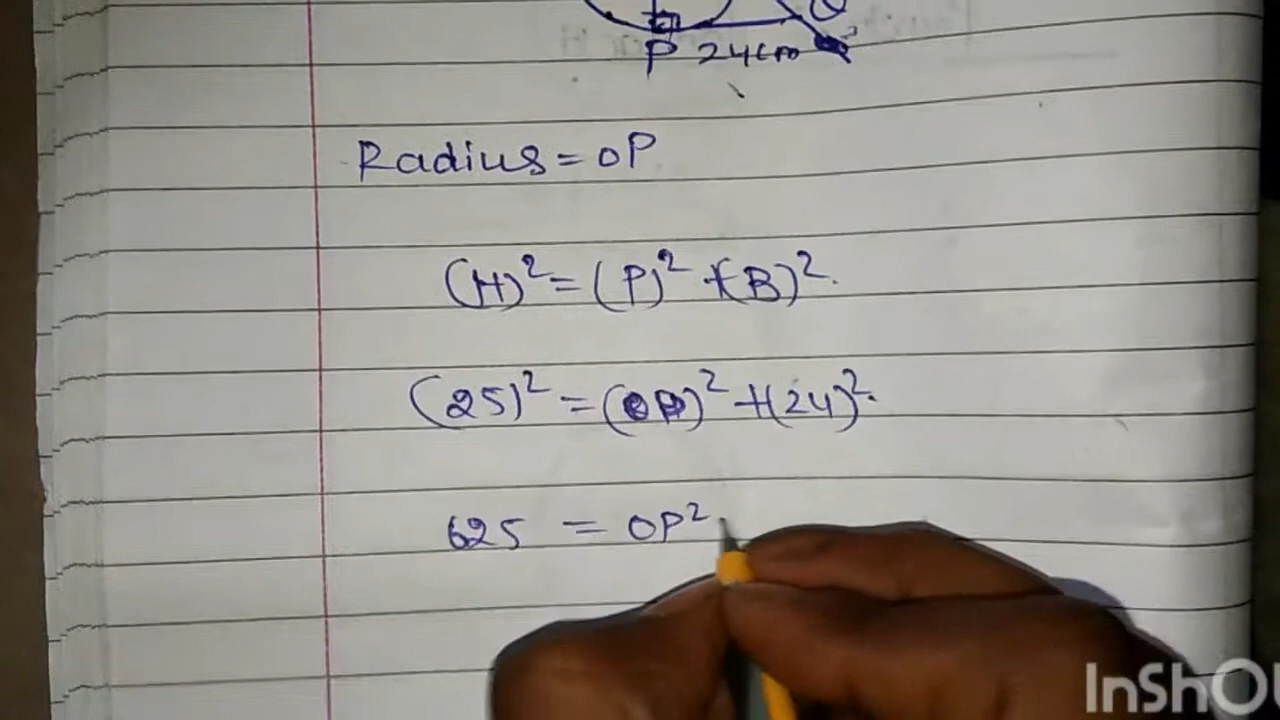 Q
P 24cm
Radius = OP
(H)² = (P)² + (B)².
(25)² = (OP)² + (24)².
625 = OP²
InShO